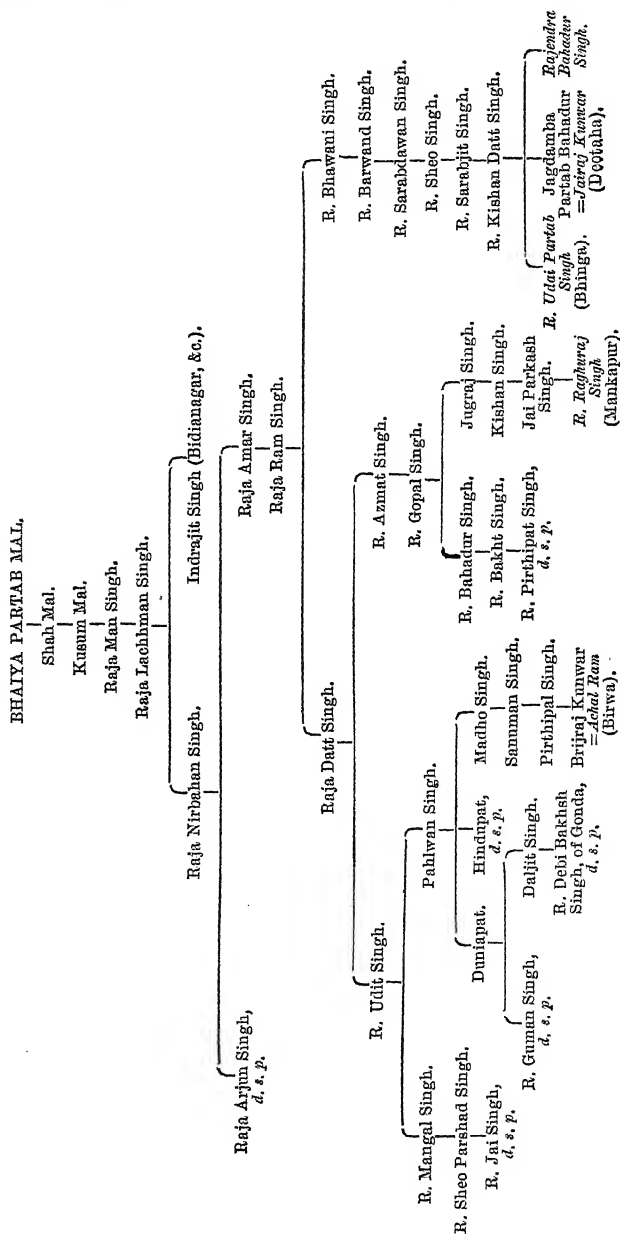 BHAIYA PARTAB MAL.
Shah Mal.
Kusum Mal.
Raja Man Singh.
Raja Lachhman Singh.
Raja Nirbahan Singh.
Indrajit Singh (Bidianagar, &c.).
Raja Arjun Singh,
d. s. p.
Raja Amar Singh.
Raja Ram Singh.
Raja Datt Singh.
R. Bhawani Singh.
R. Barwand Singh.
R. Sarabdawan Singh.
R. Sheo Singh.
R. Sarabjit Singh.
R. Kishan Datt Singh.
R. Udai Partab
Singh
(Bhinga).
Jagdamba
Partab Bahadur
=Jairaj Kunwar
(Deotaha).
Rajendra
Bahadur
Singh.
R. Udit Singh.
R. Azmat Singh.
R. Gopal Singh.
R. Bahadur Singh.
R. Bakht Singh.
R. Pirthipat Singh,
d. s. p.
Jugraj Singh.
Kishan Singh.
Jai Parkash
Singh.
R. Raghuraj
Singh
(Mankapur).
R. Mangal Singh.
R. Sheo Parshad Singh.
R. Jai Singh,
d. s. p.
Pahlwan Singh.
Duniapat.
Hindupat,
d. s. p.
Madho Singh.
Sanuman Singh.
Pirthipal Singh.
Brijraj Kunwar
=Achal Ram
(Birwa).
R. Guman Singh,
d. s. p.
Daljit Singh.
R. Debi Bakhsh
Singh, of Gonda,
d. s. p.